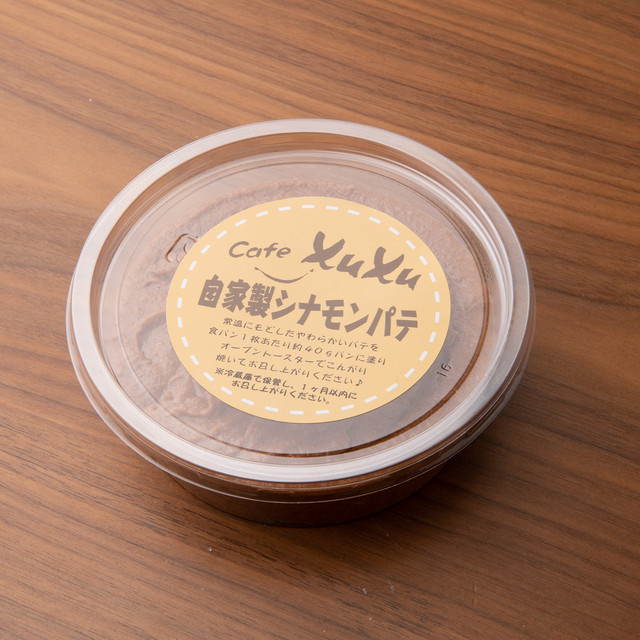 Cafe XuXu
自家製シナモンパテ
常温にもどしたやわらかいパテを
食パン1枚あたり約40gパンに塗り
オーブントースターでこんがり
焼いてお召し上がりください♪
※冷蔵庫で保管し、1ヶ月以内に
お召し上がりください。
16